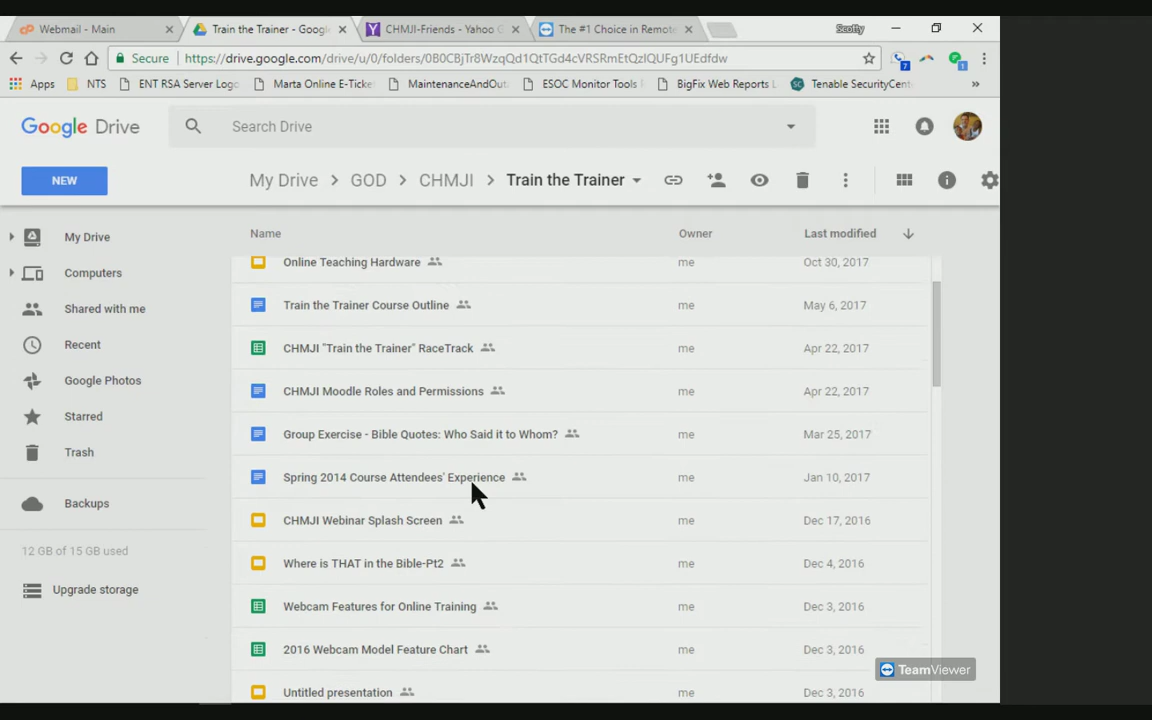 Webmail - Main
Train the Trainer - Goog
CHMJI-Friends - Yahoo G
The #1 Choice in Remot
Scotty
Secure
https://drive.google.com/drive/u/0/folders/0B0CBjTr8WzqQd1QtTGd4cVRSRmEtQzlQUFg1UEdfdw
7
1
Apps
NTS
ENT RSA Server Logo
Marta Online E-Ticke
MaintenanceAndOut
ESOC Monitor Tools
BigFix Web Reports L
Tenable SecurityCent
Google Drive
Search Drive
NEW
My Drive > GOD > CHMJI > Train the Trainer
My Drive
Computers
Shared with me
Recent
Google Photos
Starred
Trash
Backups
12 GB of 15 GB used
Upgrade storage
Name Owner Last modified
Online Teaching Hardware me Oct 30, 2017
Train the Trainer Course Outline me May 6, 2017
CHMJI "Train the Trainer" RaceTrack me Apr 22, 2017
CHMJI Moodle Roles and Permissions me Apr 22, 2017
Group Exercise - Bible Quotes: Who Said it to Whom? me Mar 25, 2017
Spring 2014 Course Attendees' Experience me Jan 10, 2017
CHMJI Webinar Splash Screen me Dec 17, 2016
Where is THAT in the Bible-Pt2 me Dec 4, 2016
Webcam Features for Online Training me Dec 3, 2016
2016 Webcam Model Feature Chart me Dec 3, 2016
Untitled presentation me Dec 3, 2016
TeamViewer